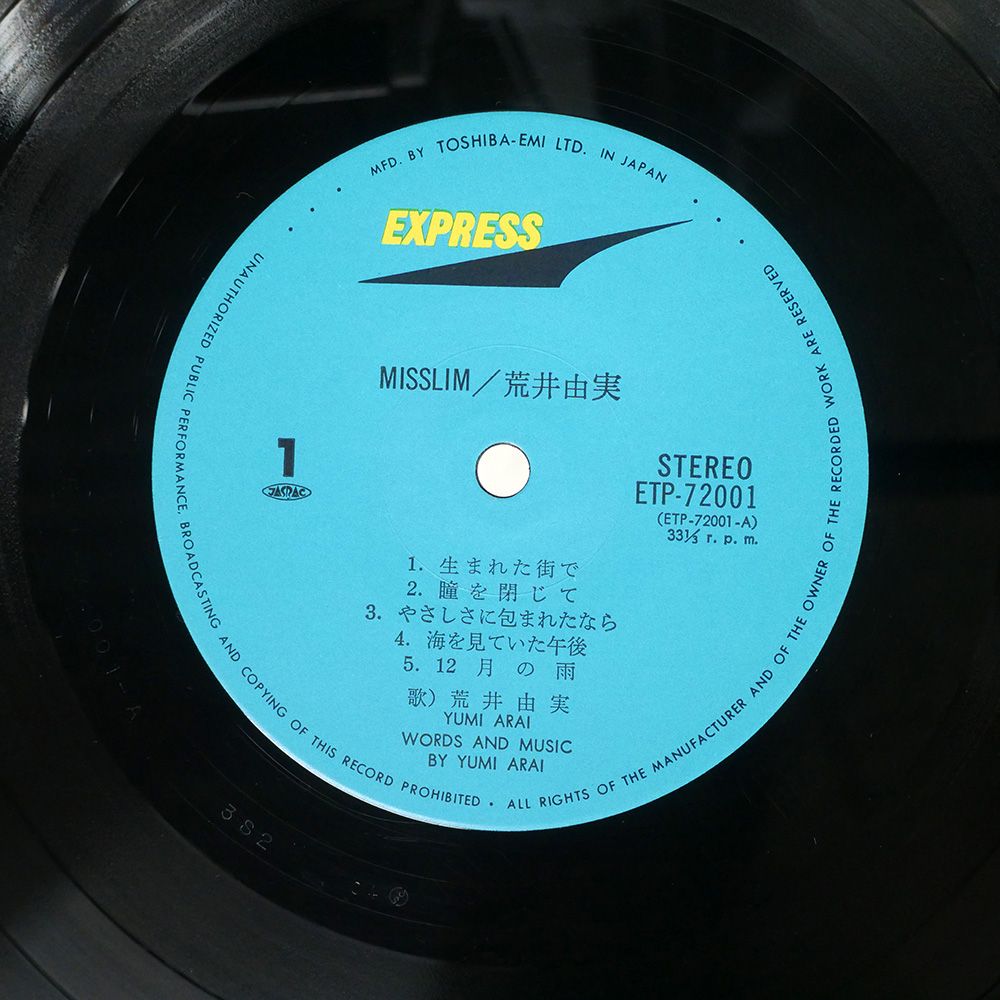 MFD. BY TOSHIBA-EMI LTD. IN JAPAN
EXPRESS
MISSLIM/荒井由実
1
JASRAC
STEREO
ETP-72001
(ETP-72001-A)
33⅓ r. p. m.
1. 生まれた街で
2. 瞳を閉じて
3. やさしさに包まれたなら
4. 海を見ていた午後
5. 12月の雨
歌) 荒井由実
YUMI ARAI
WORDS AND MUSIC
BY YUMI ARAI
UNAUTHORIZED PUBLIC PERFORMANCE, BROADCASTING AND COPYING OF THIS RECORD PROHIBITED • ALL RIGHTS OF THE MANUFACTURER AND OF THE OWNER OF THE RECORDED WORK ARE RESERVED
382